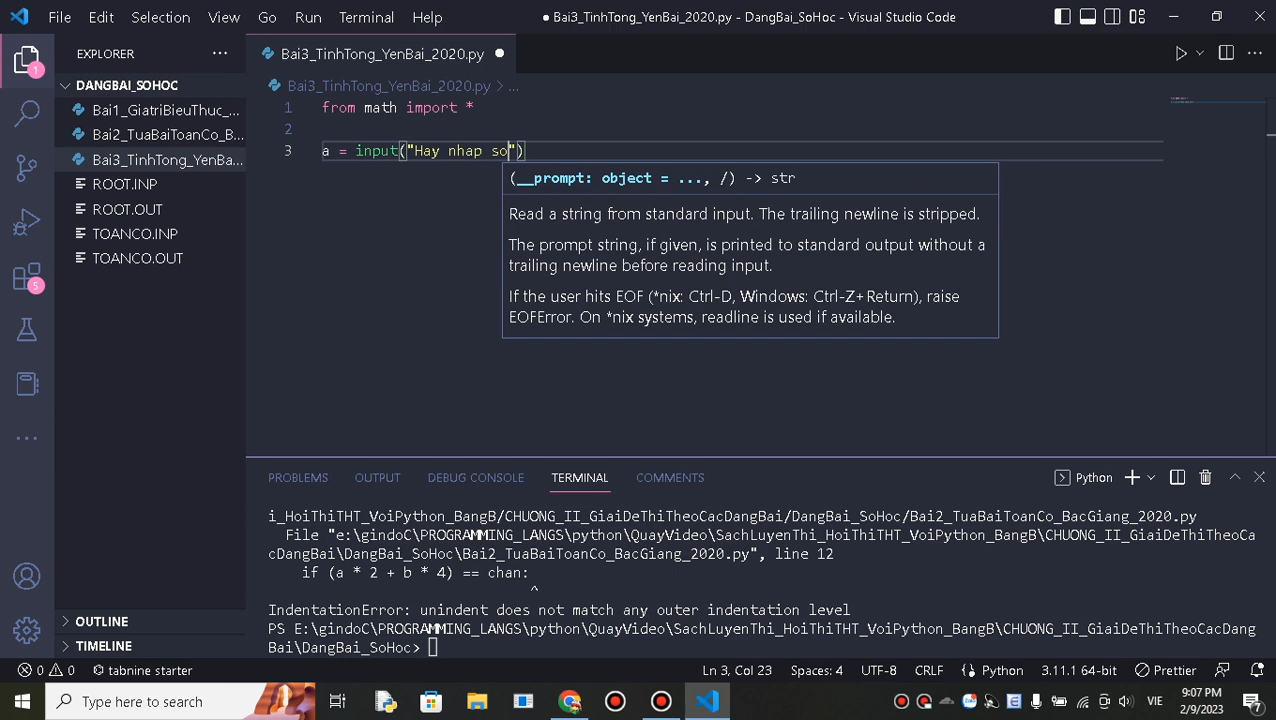 File Edit Selection View Go Run Terminal Help
Bai3_TinhTong_YenBai_2020.py - DangBai_SoHoc - Visual Studio Code
EXPLORER
Bai3_TinhTong_YenBai_2020.py
DANGBAI_SOHOC
Bai3_TinhTong_YenBai_2020.py > ...
1
Bai1_GiatriBieuThuc_...
Bai2_TuaBaiToanCo_B...
Bai3_TinhTong_YenBa...
ROOT.INP
ROOT.OUT
TOANCO.INP
TOANCO.OUT
5
1 from math import *
2
3 a = input("Hay nhap so")
(__prompt: object = ..., /) -> str
Read a string from standard input. The trailing newline is stripped.
The prompt string, if given, is printed to standard output without a
trailing newline before reading input.
If the user hits EOF (*nix: Ctrl-D, Windows: Ctrl-Z+Return), raise
EOFError. On *nix systems, readline is used if available.
PROBLEMS OUTPUT DEBUG CONSOLE TERMINAL COMMENTS
Python
i_HoiThiTHT_VoiPython_BangB/CHUONG_II_GiaiDeThiTheoCacDangBai/DangBai_SoHoc/Bai2_TuaBaiToanCo_BacGiang_2020.py
File "e:\gindoC\PROGRAMMING_LANGS\python\QuayVideo\SachLuyenThi_HoiThiTHT_VoiPython_BangB\CHUONG_II_GiaiDeThiTheoCa
cDangBai\DangBai_SoHoc\Bai2_TuaBaiToanCo_BacGiang_2020.py", line 12
if (a * 2 + b * 4) == chan:
^
IndentationError: unindent does not match any outer indentation level
PS E:\gindoC\PROGRAMMING_LANGS\python\QuayVideo\SachLuyenThi_HoiThiTHT_VoiPython_BangB\CHUONG_II_GiaiDeThiTheoCacDang
Bai\DangBai_SoHoc>
OUTLINE
TIMELINE
0 0 tabnine starter
Ln 3, Col 23 Spaces: 4 UTF-8 CRLF Python 3.11.1 64-bit Prettier
Type here to search
VIE
9:07 PM
2/9/2023
7